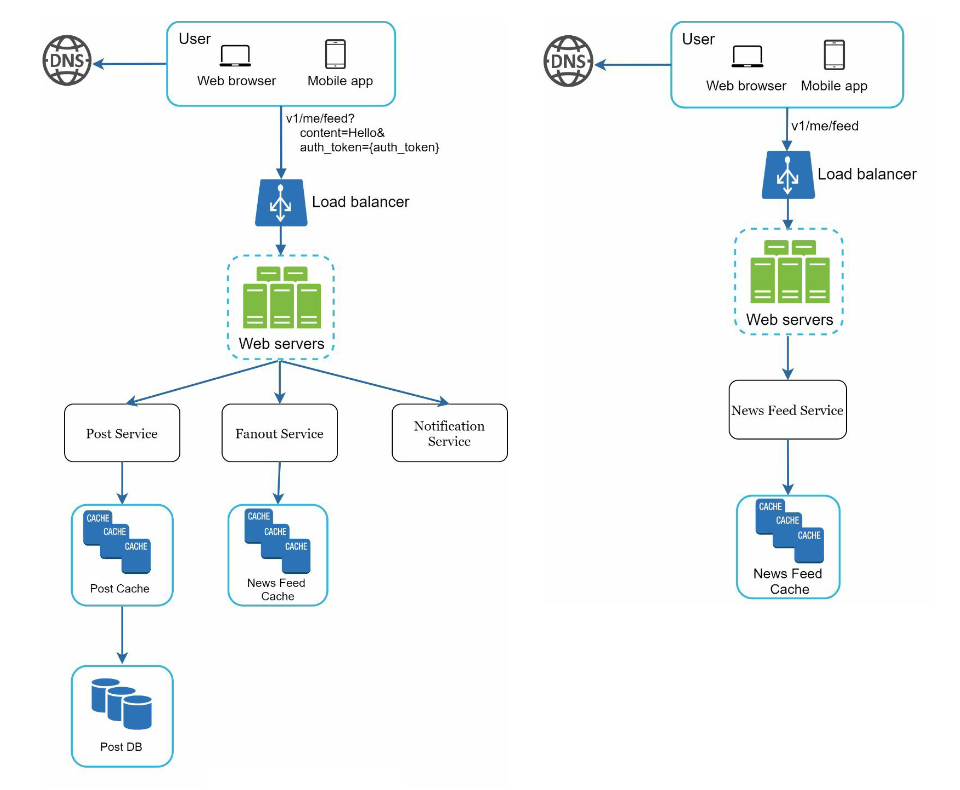 DNS
User
Web browser
Mobile app
v1/me/feed?
content=Hello&
auth_token={auth_token}
Load balancer
Web servers
Post Service
Fanout Service
Notification
Service
CACHE
CACHE
CACHE
Post Cache
CACHE
CACHE
CACHE
News Feed
Cache
Post DB
DNS
User
Web browser
Mobile app
v1/me/feed
Load balancer
Web servers
News Feed Service
CACHE
CACHE
CACHE
News Feed
Cache